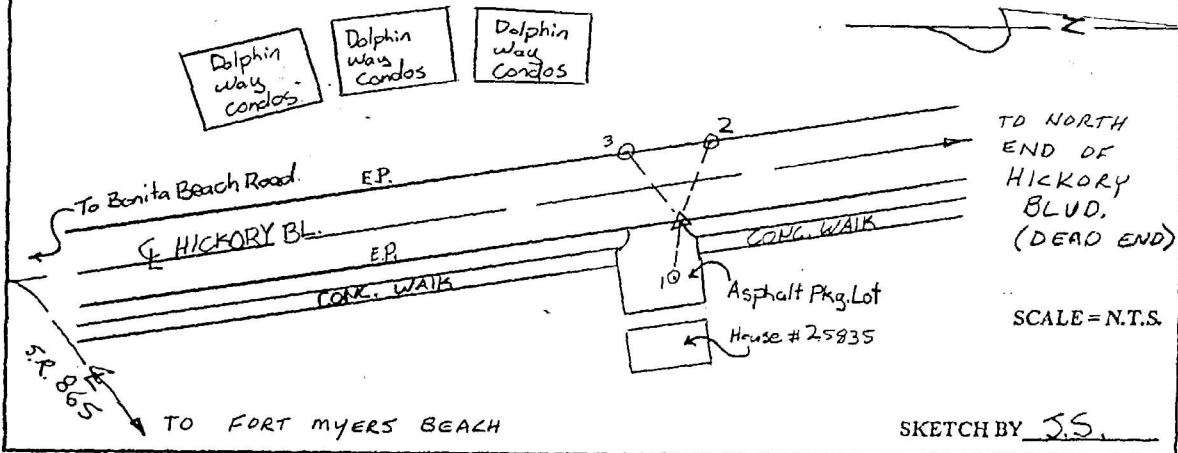 Dolphin
Way
Condos.
Dolphin
Way
Condos
Dolphin
Way
Condos
Z
3
2
TO NORTH
END OF
HICKORY
BLVD.
(DEAD END)
To Bonita Beach Road.
E.P.
℄ HICKORY BL.
E.P.
CONC. WALK
CONC. WALK
1
Asphalt Pkg. Lot
House # 25835
SCALE = N.T.S.
S.R. 865
℄
TO FORT MYERS BEACH
SKETCH BY J.S.